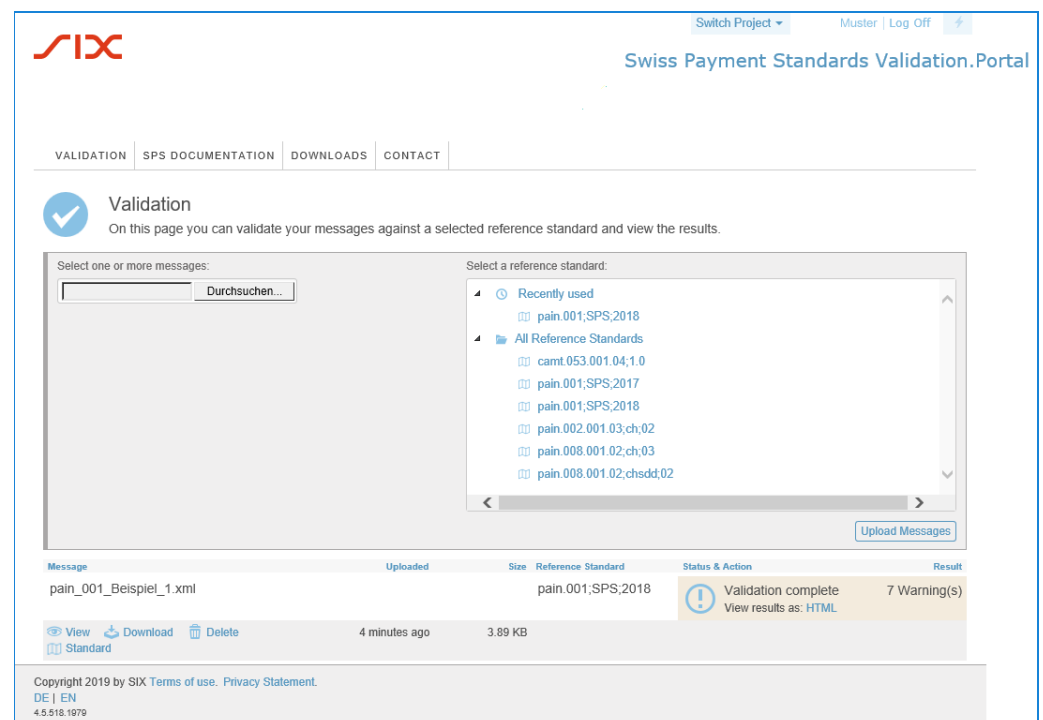 Switch Project Muster | Log Off
SIX
Swiss Payment Standards Validation.Portal
VALIDATION SPS DOCUMENTATION DOWNLOADS CONTACT
Validation
On this page you can validate your messages against a selected reference standard and view the results.
Select one or more messages: Select a reference standard:
Durchsuchen...
Recently used
pain.001;SPS;2018
All Reference Standards
camt.053.001.04;1.0
pain.001;SPS;2017
pain.001;SPS;2018
pain.002.001.03;ch;02
pain.008.001.02;ch;03
pain.008.001.02;chsdd;02
Upload Messages
Message Uploaded Size Reference Standard Status & Action Result
pain_001_Beispiel_1.xml pain.001;SPS;2018 Validation complete 7 Warning(s)
View results as: HTML
View Download Delete 4 minutes ago 3.89 KB
Standard
Copyright 2019 by SIX Terms of use. Privacy Statement.
DE | EN
4.5.518.1979